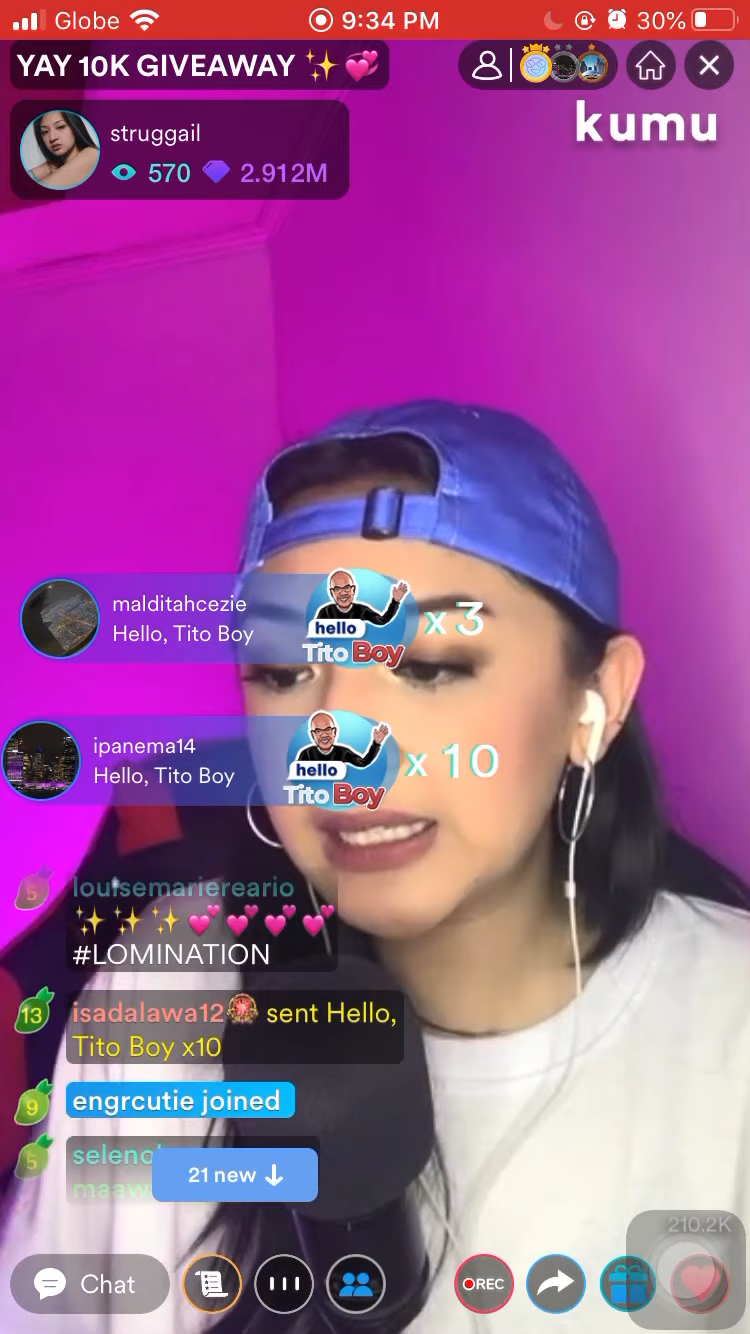 Globe 9:34 PM 30%
YAY 10K GIVEAWAY ✨💞
kumu
struggail
570 2.912M
malditahcezie
Hello, Tito Boy
hello
Tito Boy
x 3
ipanema14
Hello, Tito Boy
hello
Tito Boy
x 10
5 louisemariereario
✨✨✨💕💕💕💕
#LOMINATION
13 isadalawa12 sent Hello,
Tito Boy x10
9 engrcutie joined
5
21 new ↓
210.2K
Chat
REC